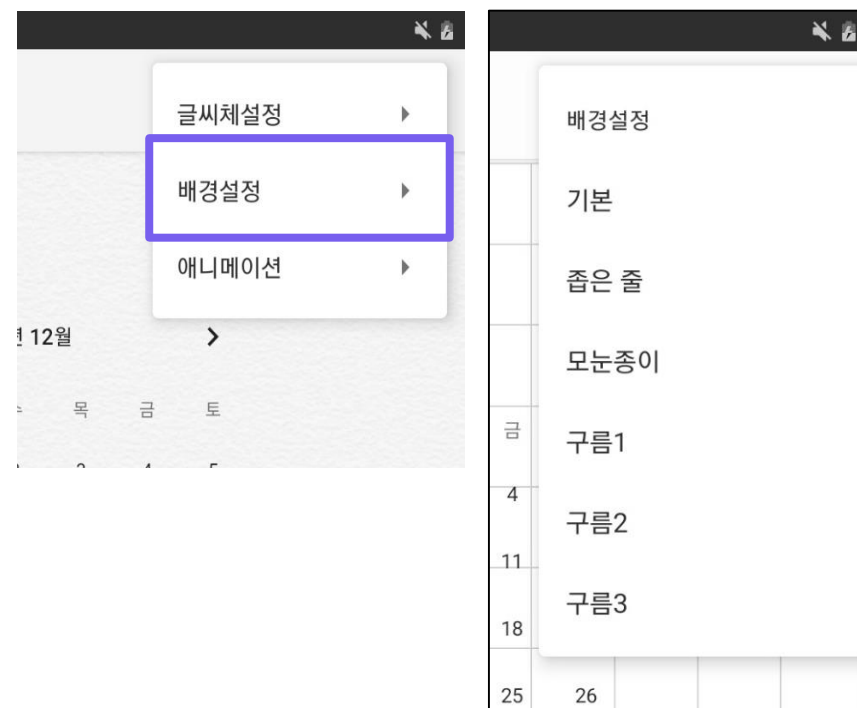 글씨체설정
배경설정
애니메이션
12월
목 금 토
배경설정
기본
좁은 줄
모눈종이
구름1
구름2
구름3
금
4
11
18
25 26